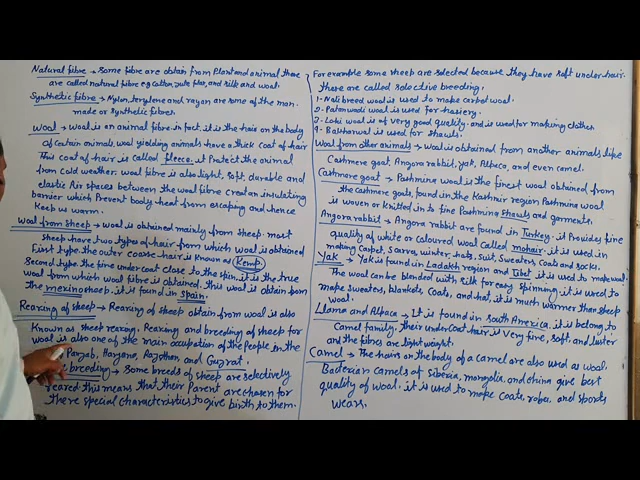 Natural fibre → Some fibre are obtain from Plant and animal these
are called natural fibre e.g cotton, Jute flax, and silk and wool.
Synthetic fibre → Nylon, terylene and rayon are some of the man
made or synthetic fibres
Wool → Wool is an animal fibre in fact, it is the hair on the body
of certain animals, wool yielding animals have a thick coat of hair
This coat of hair is called fleece. it Protect the animal
from cold weather. wool fibre is also light, soft, durable and
elastic Air spaces between the wool fibre creat an insulating
barrier which Prevent body heat from escaping and hence
Keep us warm.
Wool from sheep → Wool is obtained mainly from sheep. most
sheep have two types of hair from which wool is obtained
First type the outer coarse hair is known as Kemp.
Second type the fine under coat close to the skin, it is the true
wool from which wool fibre is obtained. This wool is obtain from
the merino sheep. it is found in Spain.
Rearing of sheep → Rearing of sheep obtain from wool is also
Known as sheep rearing. Rearing and breeding of sheep for
wool is also one of the main occupation of the People in the
Panjab, Haryana, Rajsthan and Gujrat.
breeding → Some breeds of sheep are selectively
reared. this means that their Parent are chosen for
there special characteristics to give birth to them.
For example some sheep are selected because they have soft under hair.
these are called selective breeding.
1. Nali breed wool is used to make carpet wool
2. Patanwadi wool is used for hosiery.
3. Lohi wool is of very good quality. and is used for making clothes
4. Bakharwal is used for shauls.
Wool from other animals → Wool is obtained from another animals like
Cashmere goat, Angora rabbit, yak, Alpaca, and even camel.
Cashmere goat → Pashmina wool is the finest wool obtained from
the cashmere goat, found in the Kashmir region Pashmina wool
is woven or knitted in to fine Pashmina Shauls and garments.
Angora rabbit → Angora rabbit are found in Turkey. it Provides fine
quality of white or coloured wool called mohair. it is used in
making Carpet, Saree, winter, hats, Suit, Sweaters Coats and socks.
Yak → Yak is found in Ladakh region and Tibet it is used to make wool
The wool can be blended with silk for easy spinning. it is used to
make sweaters, blankets, coats, and hat, it is much warmer than sheep
wool.
Llama and Alpaca → It is found in south America, it is belong to
Camel family, their under coat hair is very fine, soft, and luster
and the fibre are light weight.
Camel → The hairs on the body of a camel are also used as wool.
Bacterian camels of siberia, mongolia, and china give best
quality of wool. it is used to make coats, robes, and sports
wears.